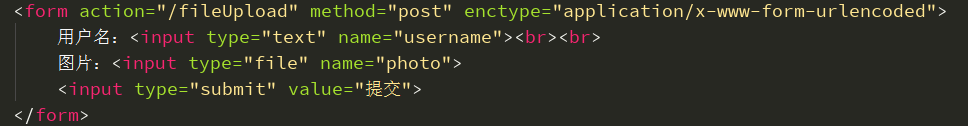 <form action="/fileUpload" method="post" enctype="application/x-www-form-urlencoded">
用户名：<input type="text" name="username"><br><br>
图片：<input type="file" name="photo">
<input type="submit" value="提交">
</form>